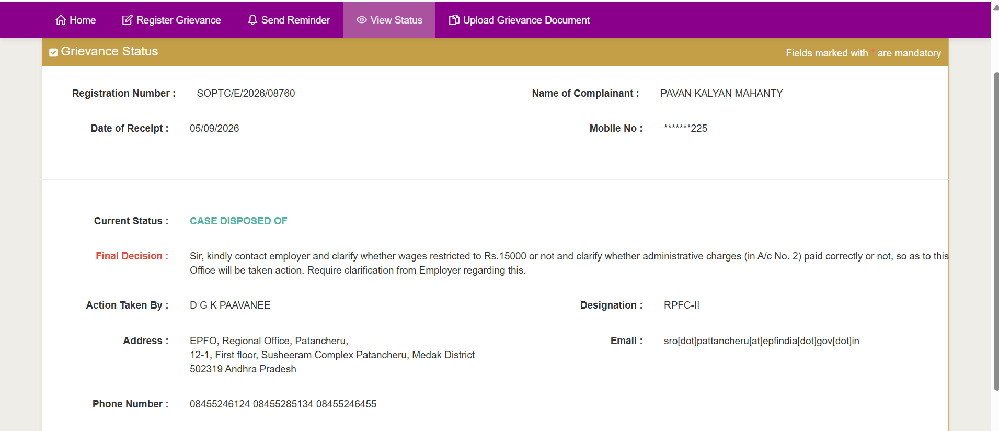 Home Register Grievance Send Reminder View Status Upload Grievance Document
Grievance Status Fields marked with * are mandatory
Registration Number : SOPTC/E/2026/08760 Name of Complainant : PAVAN KALYAN MAHANTY
Date of Receipt : 05/09/2026 Mobile No : *******225
Current Status : CASE DISPOSED OF
Final Decision : Sir, kindly contact employer and clarify whether wages restricted to Rs.15000 or not and clarify whether administrative charges (in A/c No. 2) paid correctly or not, so as to this
Office will be taken action. Require clarification from Employer regarding this.
Action Taken By : D G K PAAVANEE Designation : RPFC-II
Address : EPFO, Regional Office, Patancheru, Email : sro[dot]pattancheru[at]epfindia[dot]gov[dot]in
12-1, First floor, Susheeram Complex Patancheru, Medak District
502319 Andhra Pradesh
Phone Number : 08455246124 08455285134 08455246455